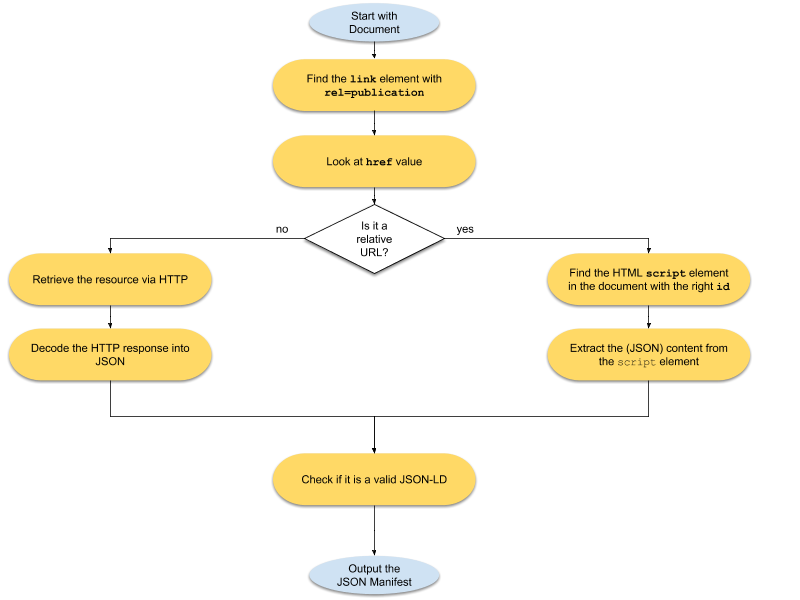 Start with
Document
Find the link element with
rel=publication
Look at href value
Is it a
relative
URL?
no
yes
Retrieve the resource via HTTP
Find the HTML script element
in the document with the right id
Decode the HTTP response into
JSON
Extract the (JSON) content from
the script element
Check if it is a valid JSON-LD
Output the
JSON Manifest